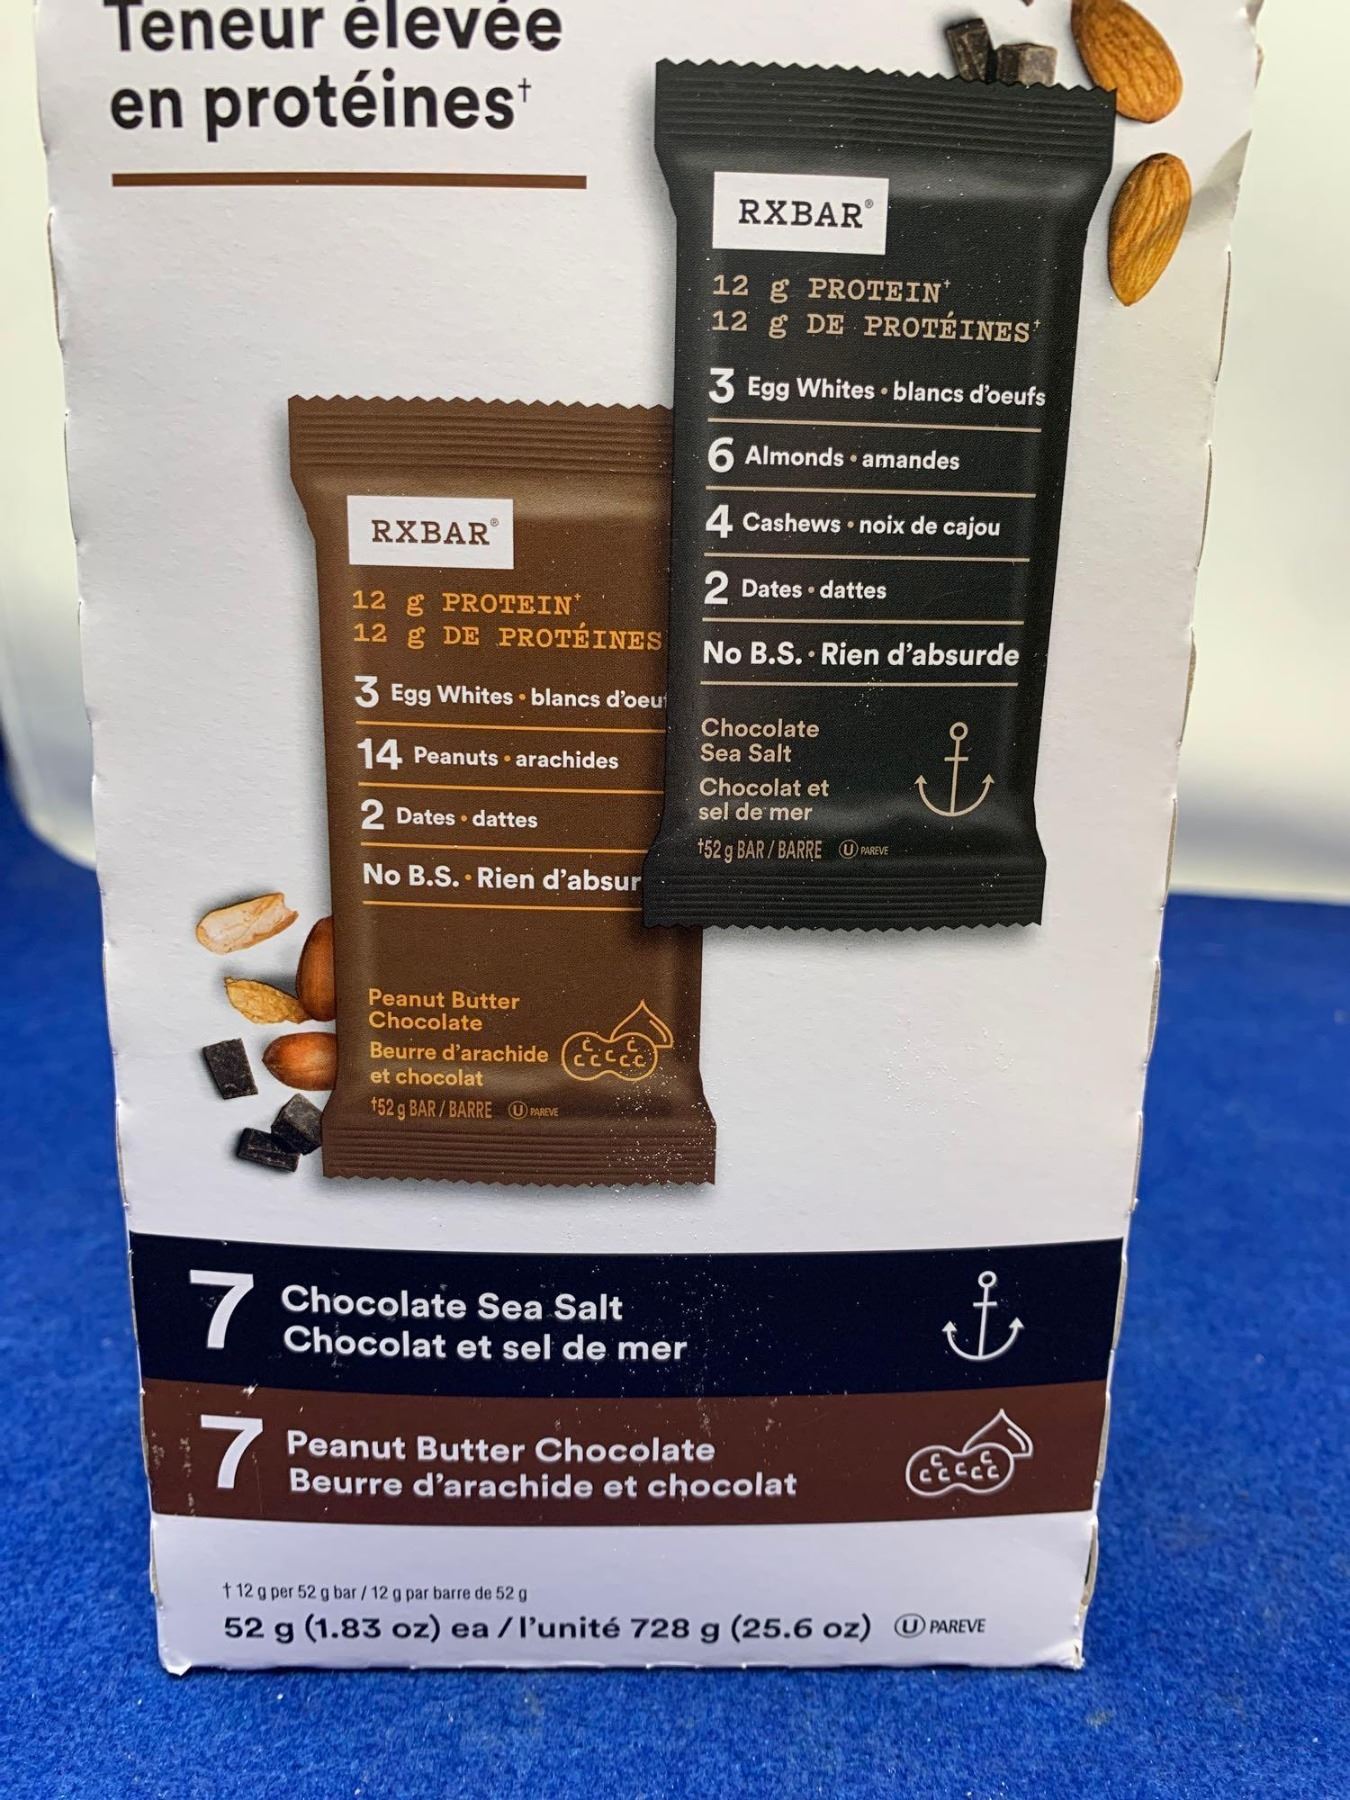 Teneur élevée
en protéines†
RXBAR®
12 g PROTEIN†
12 g DE PROTÉINES†
3 Egg Whites • blancs d'oeufs
6 Almonds • amandes
4 Cashews • noix de cajou
2 Dates • dattes
No B.S. • Rien d'absurde
Chocolate
Sea Salt
Chocolat et
sel de mer
†52 g BAR / BARRE U PAREVE
RXBAR®
12 g PROTEIN†
12 g DE PROTÉINES
3 Egg Whites • blancs d'oeuf
14 Peanuts • arachides
2 Dates • dattes
No B.S. • Rien d'absur
Peanut Butter
Chocolate
Beurre d'arachide
et chocolat
†52 g BAR / BARRE U PAREVE
7 Chocolate Sea Salt
Chocolat et sel de mer
7 Peanut Butter Chocolate
Beurre d'arachide et chocolat
† 12 g per 52 g bar / 12 g par barre de 52 g
52 g (1.83 oz) ea / l'unité 728 g (25.6 oz) U PAREVE